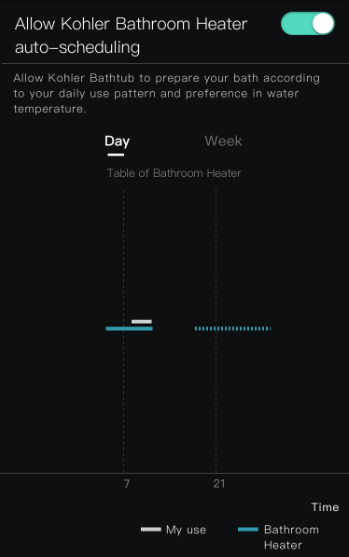 Allow Kohler Bathroom Heater
auto-scheduling
Allow Kohler Bathtub to prepare your bath according
to your daily use pattern and preference in water
temperature.
Day Week
Table of Bathroom Heater
7 21
Time
My use Bathroom
Heater